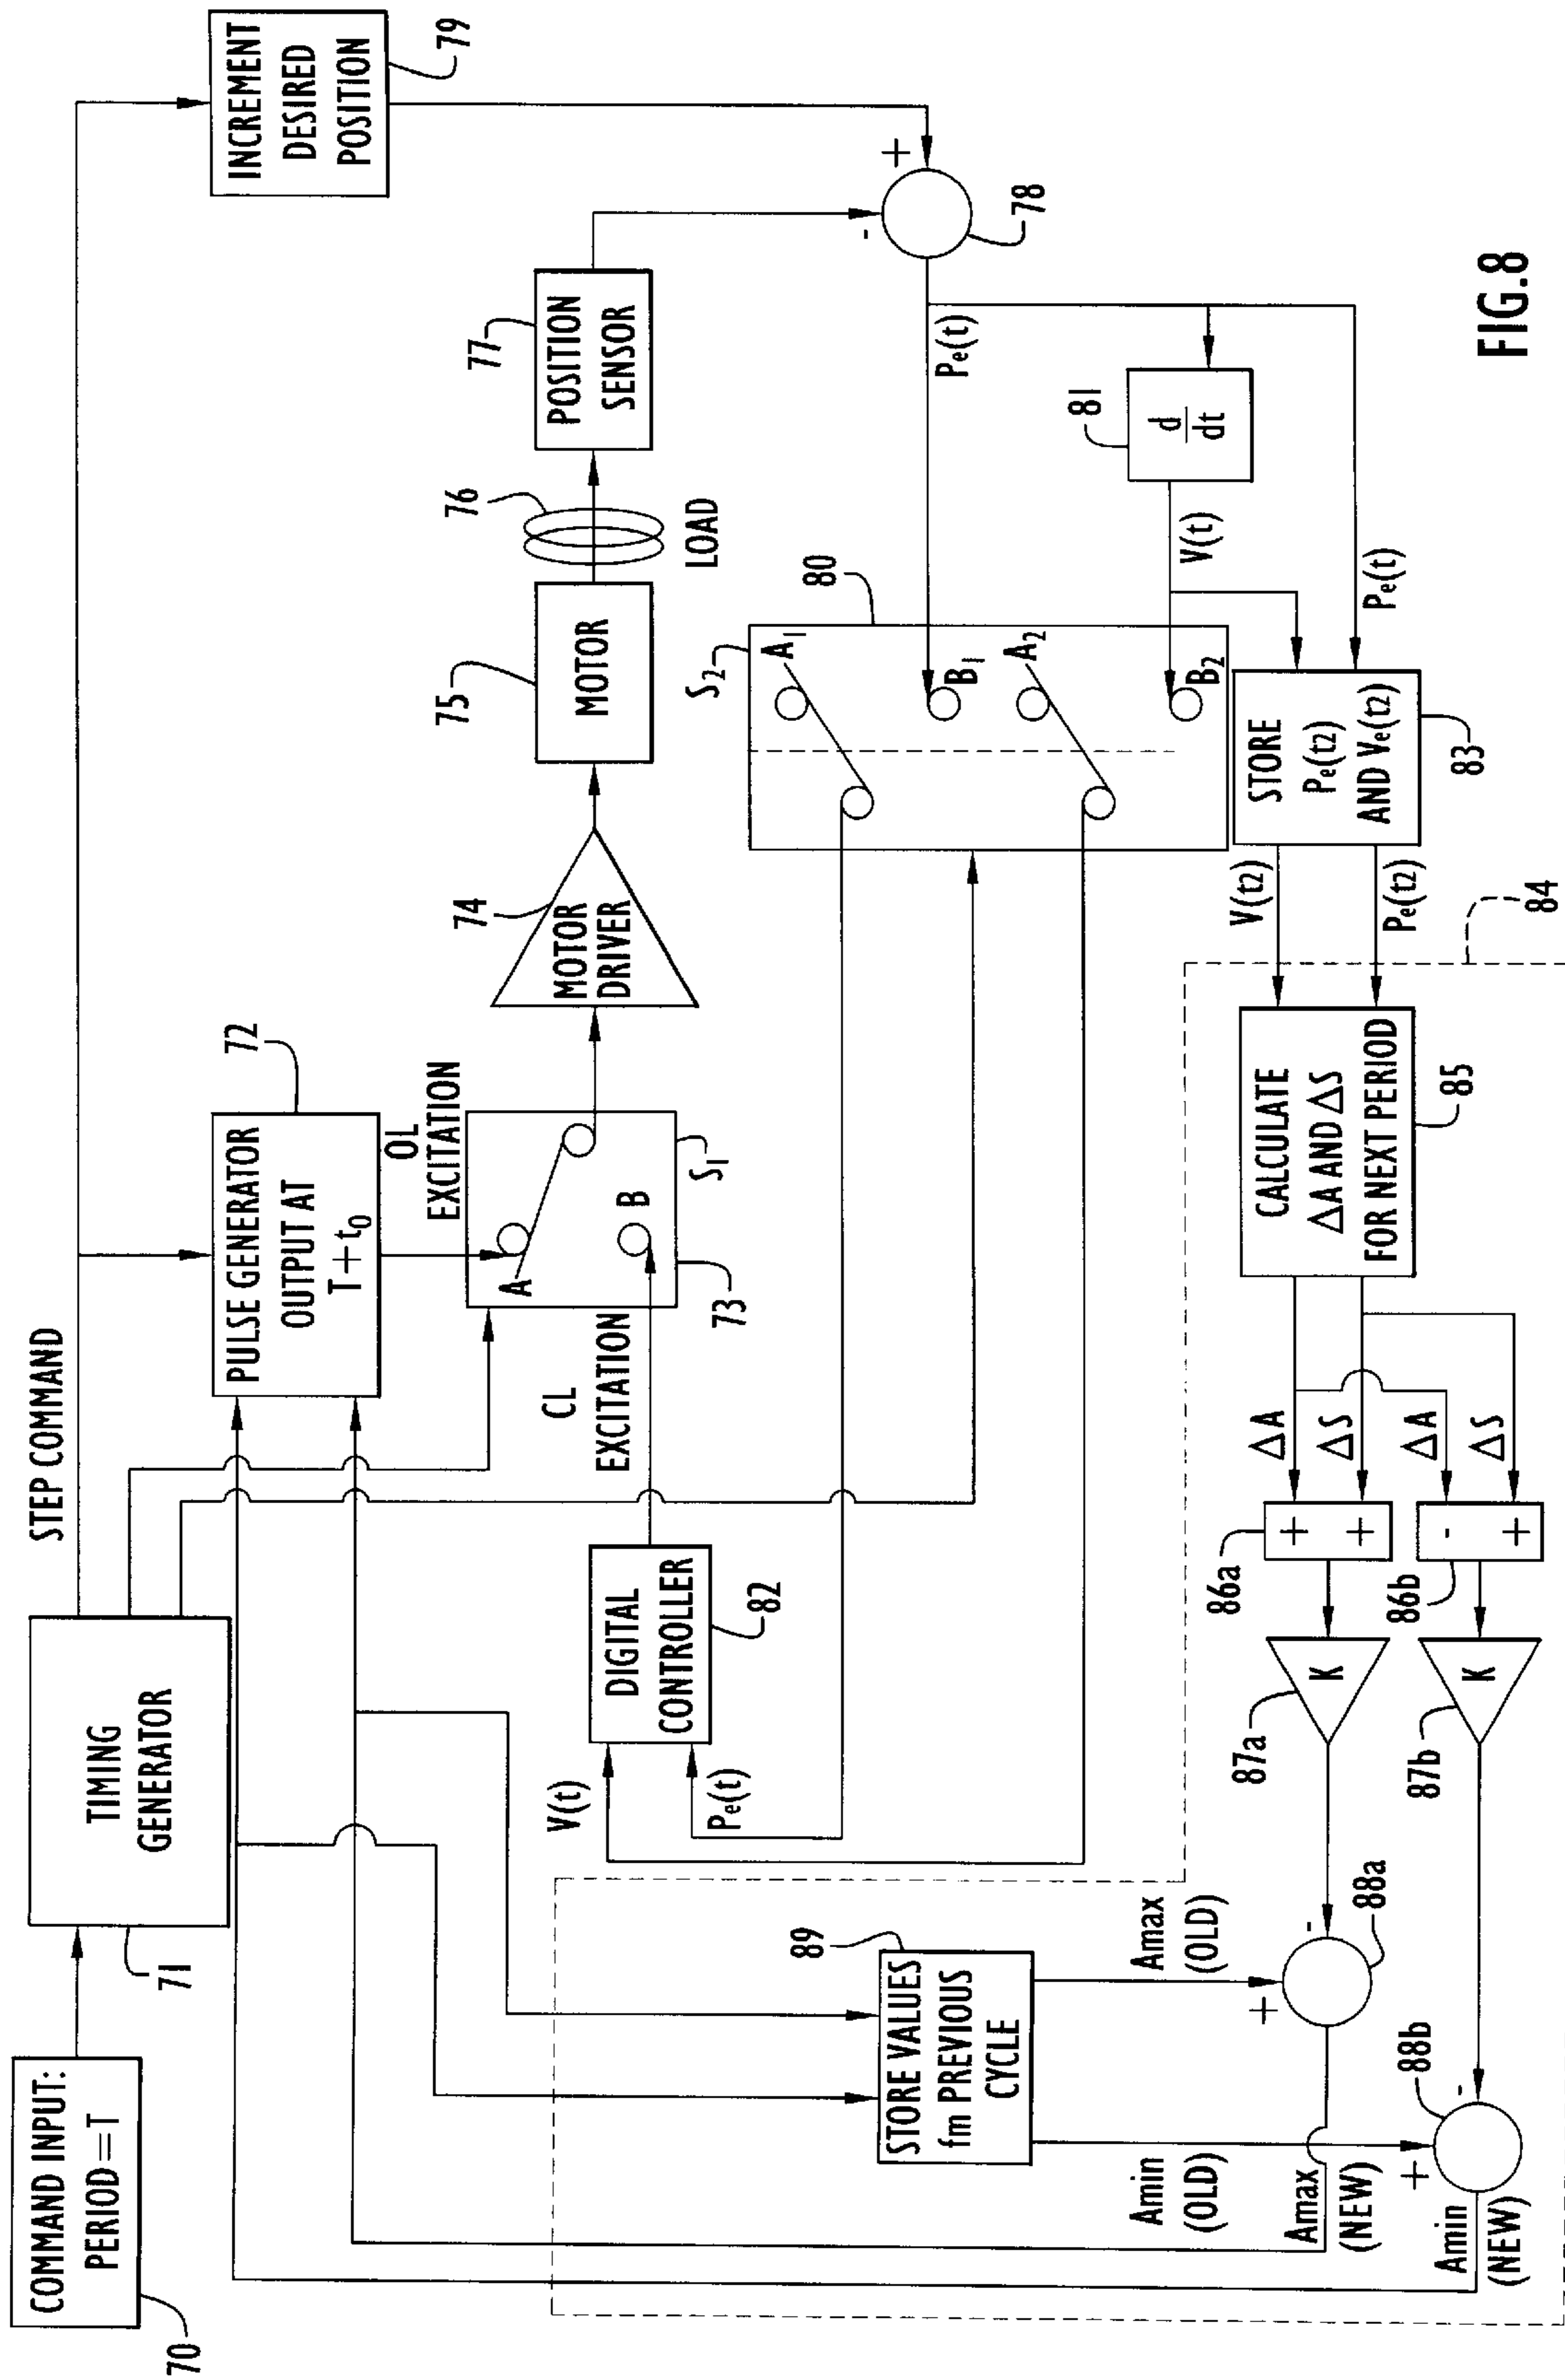 STEP COMMAND
COMMAND INPUT:
PERIOD=T
70
TIMING
GENERATOR
71
PULSE GENERATOR
OUTPUT AT
T+t0
72
INCREMENT
DESIRED
POSITION
79
OL
EXCITATION
A
B
S1
73
CL
EXCITATION
MOTOR
DRIVER
74
MOTOR
75
76
LOAD
POSITION
SENSOR
77
+
-
78
DIGITAL
CONTROLLER
82
V(t)
Pe(t)
S2
80
A1
B1
A2
B2
Pe(t)
d
dt
81
V(t)
Pe(t)
STORE
Pe(t2)
AND Ve(t2)
83
V(t2)
Pe(t2)
84
CALCULATE
ΔA AND ΔS
FOR NEXT PERIOD
85
ΔA
ΔS
ΔA
ΔS
+
+
86a
-
+
86b
K
87a
K
87b
STORE VALUES
fm PREVIOUS
CYCLE
89
Amax
(OLD)
+
-
88a
Amin
(OLD)
+
-
88b
Amax
(NEW)
Amin
(NEW)
FIG.8